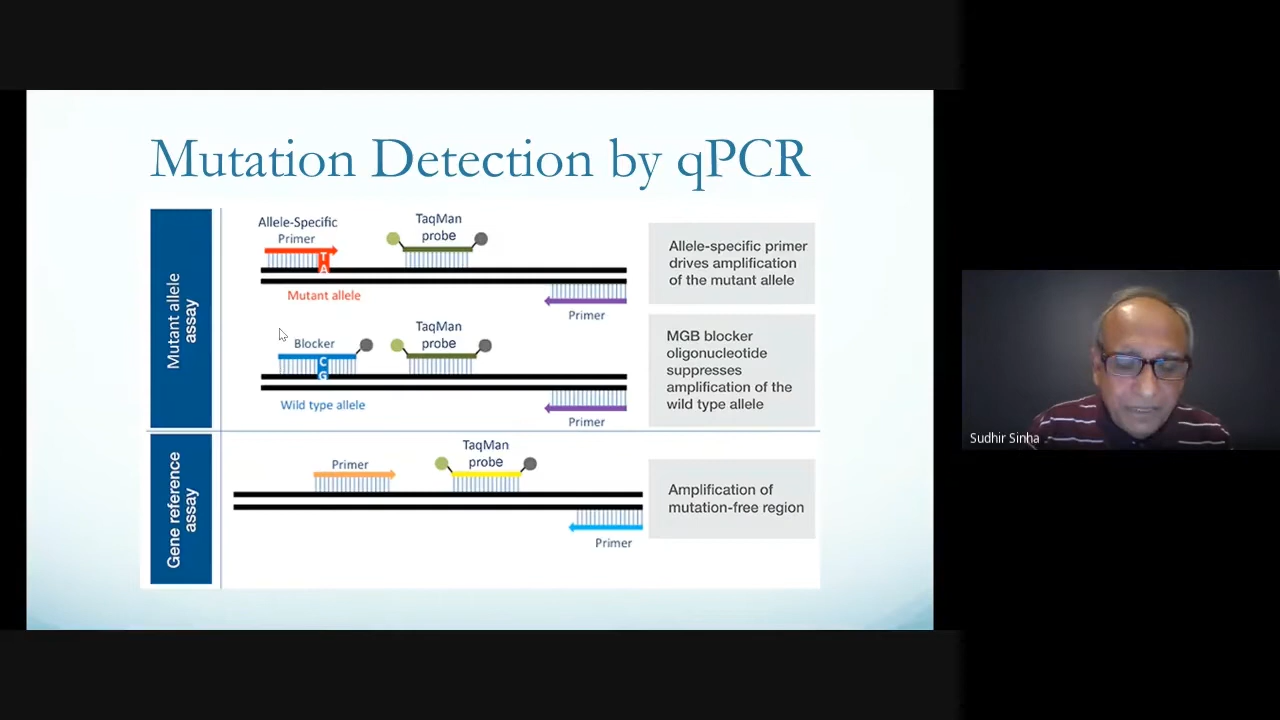 Mutation Detection by qPCR
Mutant allele
assay
Allele-Specific
Primer
T
A
Mutant allele
TaqMan
probe
Primer
Allele-specific primer
drives amplification
of the mutant allele
Blocker
C
G
Wild type allele
TaqMan
probe
Primer
MGB blocker
oligonucleotide
suppresses
amplification of the
wild type allele
Gene reference
assay
Primer
TaqMan
probe
Primer
Amplification of
mutation-free region
Sudhir Sinha